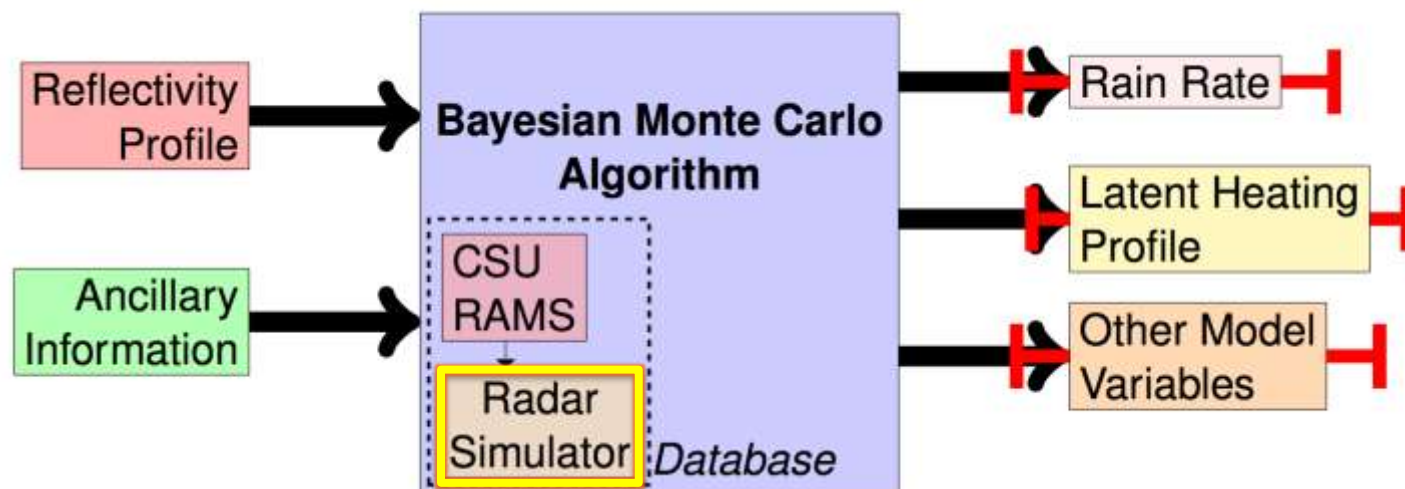 Reflectivity
Profile
Ancillary
Information
Bayesian Monte Carlo
Algorithm
CSU
RAMS
Radar
Simulator
Database
Rain Rate
Latent Heating
Profile
Other Model
Variables